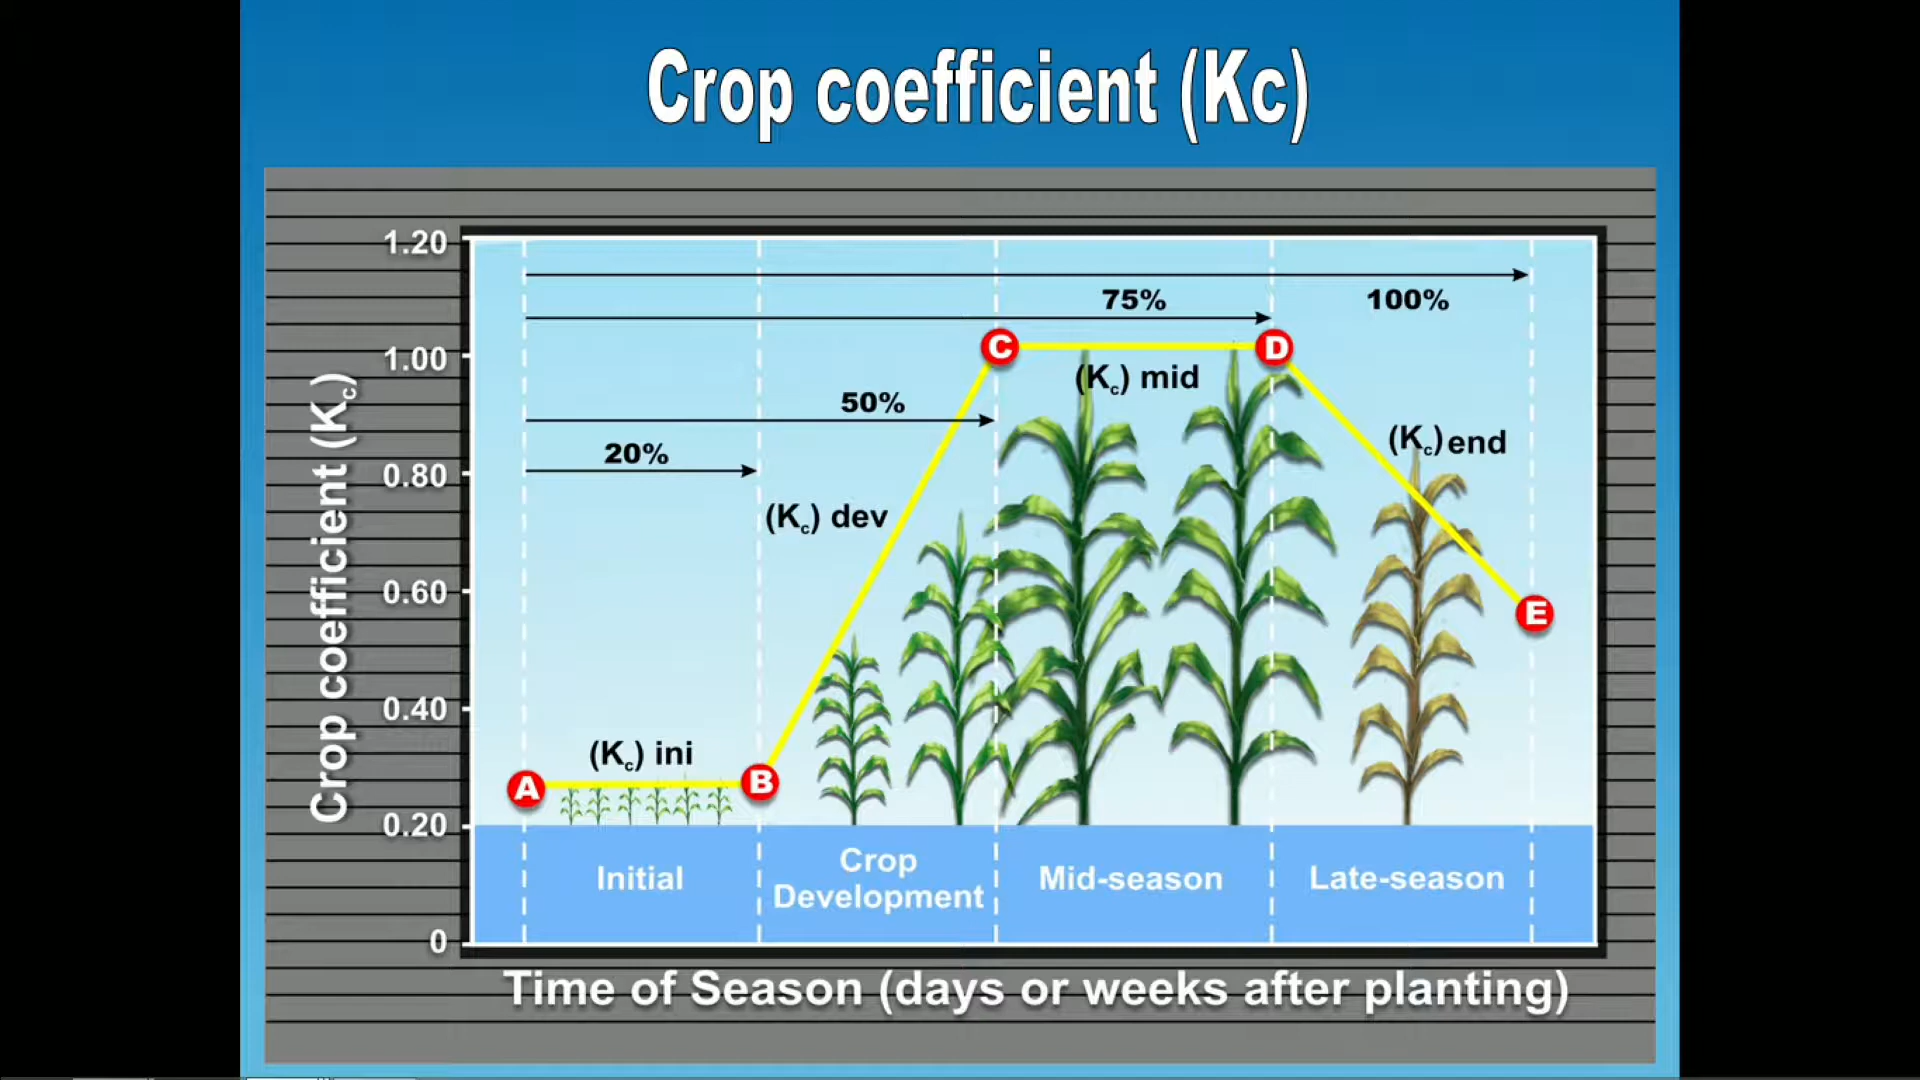 Crop coefficient (Kc)
1.20
1.00
0.80
0.60
0.40
0.20
0
Crop coefficient (Kc)
100%
75%
50%
20%
A
B
C
D
E
(Kc) ini
(Kc) dev
(Kc) mid
(Kc) end
Initial
Crop
Development
Mid-season
Late-season
Time of Season (days or weeks after planting)